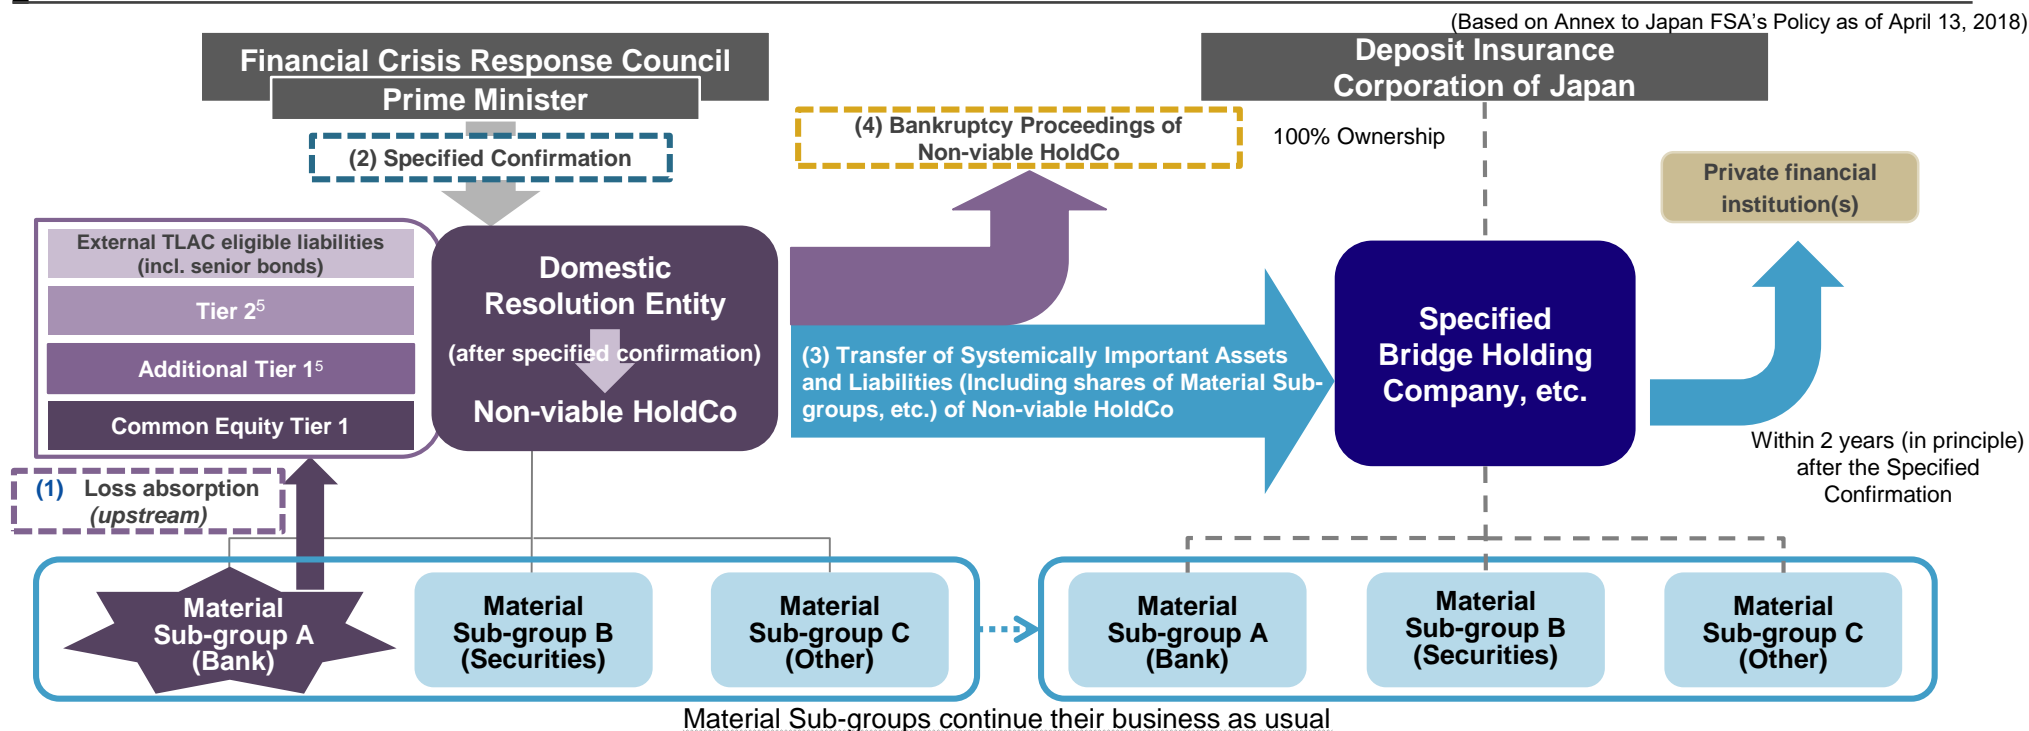 (Based on Annex to Japan FSA's Policy as of April 13, 2018)
Financial Crisis Response Council
Prime Minister
(2) Specified Confirmation
Deposit Insurance
Corporation of Japan
(4) Bankruptcy Proceedings of
Non-viable HoldCo
100% Ownership
Private financial
institution(s)
External TLAC eligible liabilities
(incl. senior bonds)
Tier 2⁵
Additional Tier 1⁵
Common Equity Tier 1
Domestic
Resolution Entity
(after specified confirmation)
Non-viable HoldCo
(3) Transfer of Systemically Important Assets
and Liabilities (Including shares of Material Sub-
groups, etc.) of Non-viable HoldCo
Specified
Bridge Holding
Company, etc.
Within 2 years (in principle)
after the Specified
Confirmation
(1) Loss absorption
(upstream)
Material
Sub-group A
(Bank)
Material
Sub-group B
(Securities)
Material
Sub-group C
(Other)
Material
Sub-group A
(Bank)
Material
Sub-group B
(Securities)
Material
Sub-group C
(Other)
Material Sub-groups continue their business as usual